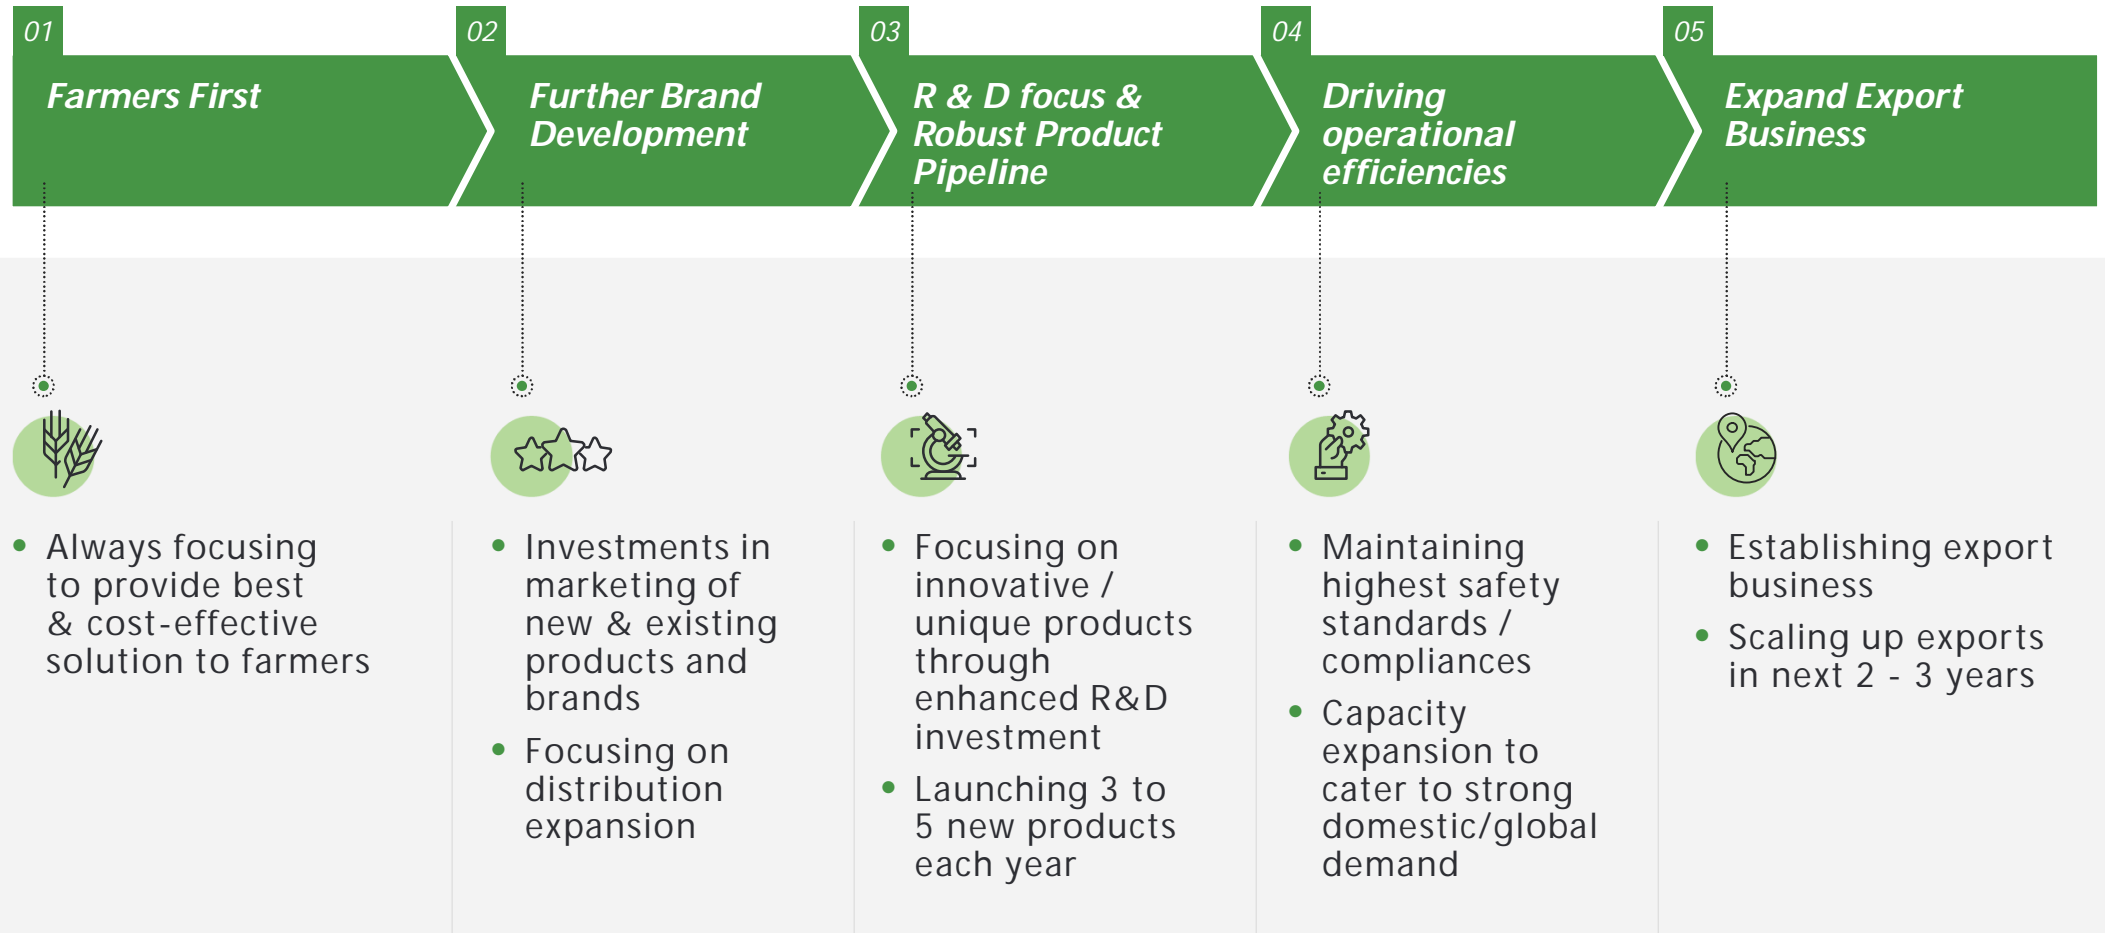 01
Farmers First
02
Further Brand
Development
03
R & D focus &
Robust Product
Pipeline
04
Driving
operational
efficiencies
05
Expand Export
Business
• Always focusing
to provide best
& cost-effective
solution to farmers
• Investments in
marketing of
new & existing
products and
brands
• Focusing on
distribution
expansion
• Focusing on
innovative /
unique products
through
enhanced R&D
investment
• Launching 3 to
5 new products
each year
• Maintaining
highest safety
standards /
compliances
• Capacity
expansion to
cater to strong
domestic/global
demand
• Establishing export
business
• Scaling up exports
in next 2 - 3 years